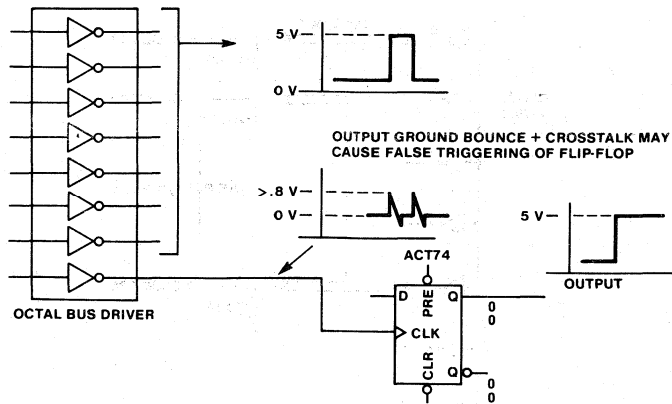 5 V
0 V
OUTPUT GROUND BOUNCE + CROSSTALK MAY
CAUSE FALSE TRIGGERING OF FLIP-FLOP
>.8 V
0 V
5 V
OUTPUT
OCTAL BUS DRIVER
ACT74
D
PRE
Q
0
0
CLK
CLR
Q
0
0